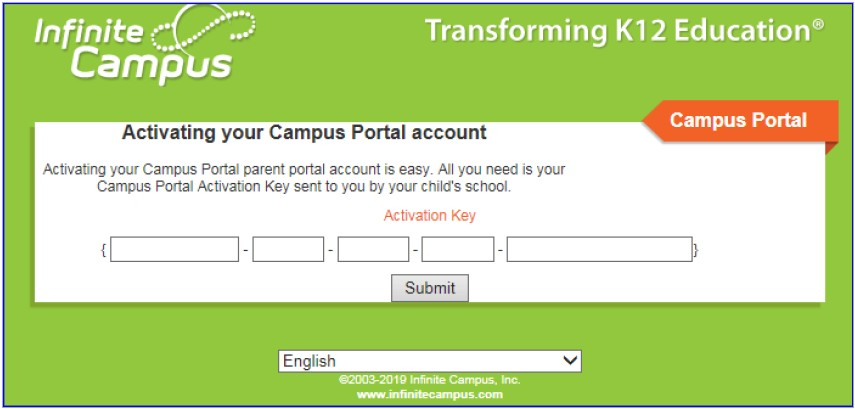 Infinite
Campus
Transforming K12 Education®
Campus Portal
Activating your Campus Portal account
Activating your Campus Portal parent portal account is easy. All you need is your
Campus Portal Activation Key sent to you by your child's school.
Activation Key
{ - - - - }
Submit
English
©2003-2019 Infinite Campus, Inc.
www.infinitecampus.com